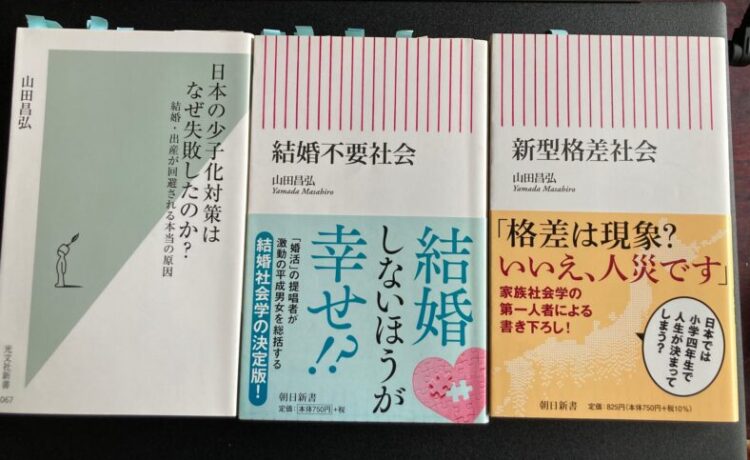 日本の少子化対策は
なぜ失敗したのか?
結婚・出産が回避される本当の原因
山田昌弘
光文社新書
067
結婚不要社会
山田昌弘
Yamada Masahiro
結婚
しないほうが
幸せ!?
「婚活」の提唱者が
激動の平成男女を総括する
結婚社会学の決定版!
朝日新書
定価:本体750円+税
新型格差社会
山田昌弘
Yamada Masahiro
「格差は現象?
いいえ、人災です」
家族社会学の
第一人者による
書き下ろし!
日本では
小学四年生で
人生が決まって
しまう?
朝日新書
定価:825円(本体750円+税10%)